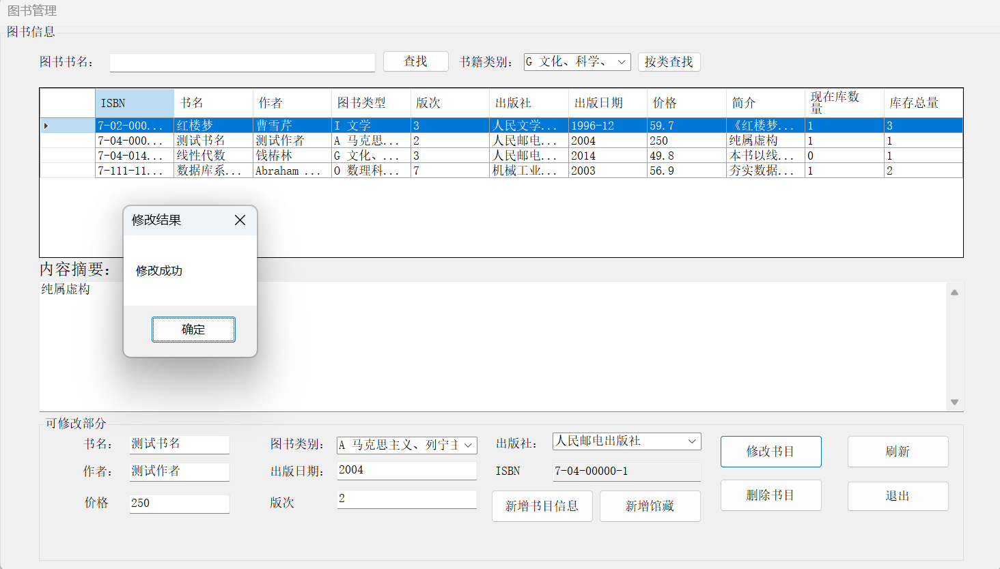 图书管理
图书信息
图书书名： 查找 书籍类别： G 文化、科学、 按类查找
ISBN 书名 作者 图书类型 版次 出版社 出版日期 价格 简介 现在库数量 库存总量
7-02-000... 红楼梦 曹雪芹 I 文学 3 人民文学... 1996-12 59.7 《红楼梦... 1 3
7-04-000... 测试书名 测试作者 A 马克思... 2 人民邮电... 2004 250 纯属虚构 1 1
7-04-014... 线性代数 钱椿林 G 文化、... 3 人民邮电... 2014 49.8 本书以线... 0 1
7-111-11... 数据库系... Abraham ... O 数理科... 7 机械工业... 2003 56.9 夯实数据... 1 2
修改结果
修改成功
确定
内容摘要：
纯属虚构
可修改部分
书名： 测试书名 图书类别： A 马克思主义、列宁主 出版社： 人民邮电出版社 修改书目 刷新
作者： 测试作者 出版日期： 2004 ISBN 7-04-00000-1
价格 250 版次 2 新增书目信息 新增馆藏 删除书目 退出